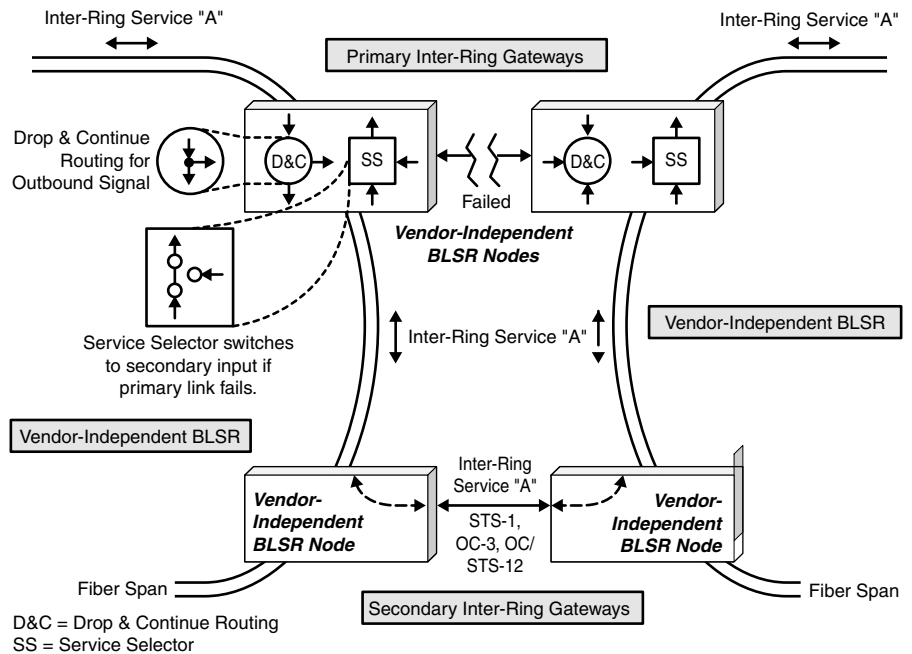 Inter-Ring Service "A"
Inter-Ring Service "A"
Primary Inter-Ring Gateways
Drop & Continue
Routing for
Outbound Signal
D&C
SS
Failed
D&C
SS
Vendor-Independent
BLSR Nodes
Service Selector switches
to secondary input if
primary link fails.
Inter-Ring Service "A"
Vendor-Independent BLSR
Vendor-Independent BLSR
Vendor-
Independent
BLSR Node
Inter-Ring
Service "A"
STS-1,
OC-3, OC/
STS-12
Vendor-
Independent
BLSR Node
Fiber Span
Fiber Span
Secondary Inter-Ring Gateways
D&C = Drop & Continue Routing
SS = Service Selector